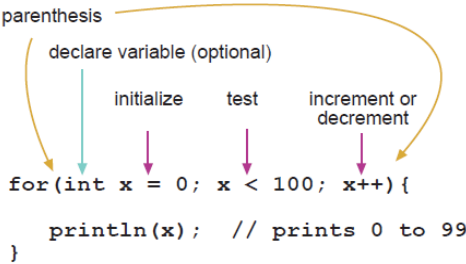 parenthesis
declare variable (optional)
initialize test increment or
decrement
for(int x = 0; x < 100; x++){
println(x); // prints 0 to 99
}